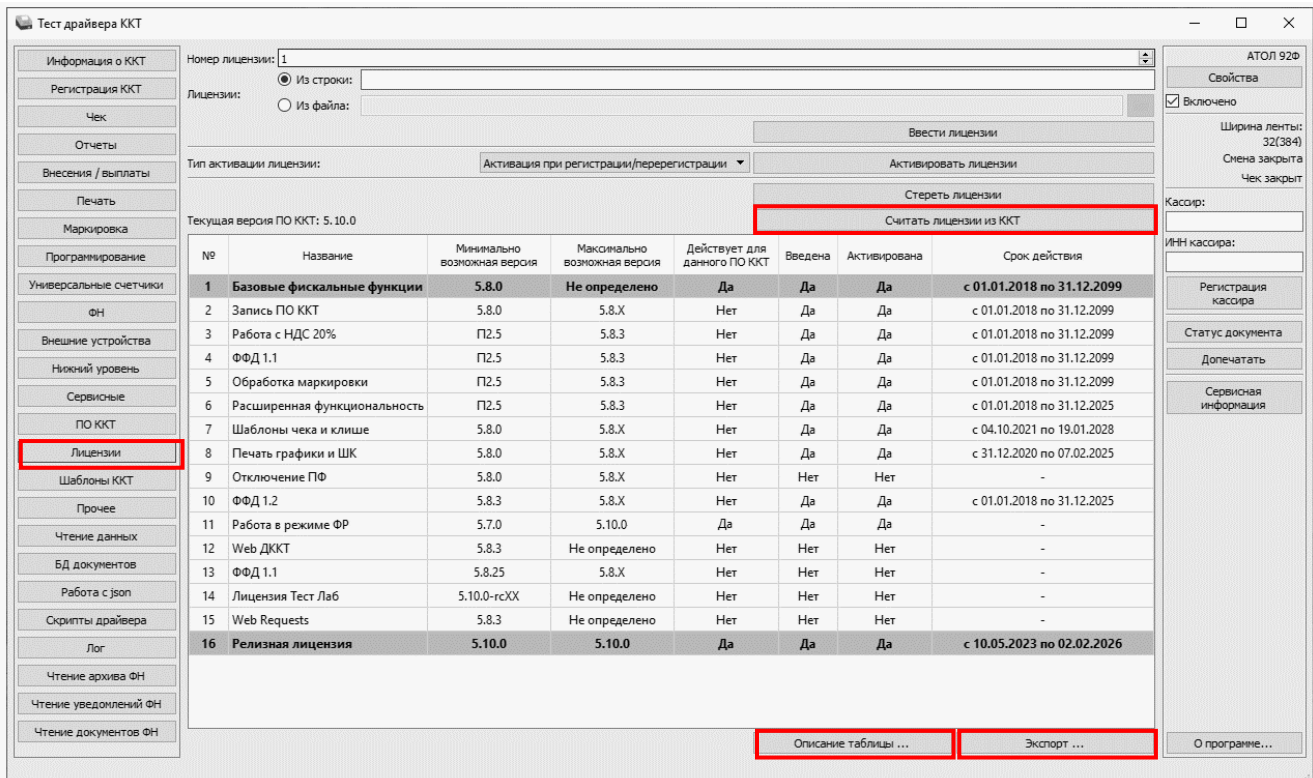 Тест драйвера ККТ
Информация о ККТ
Регистрация ККТ
Чек
Отчеты
Внесения / выплаты
Печать
Маркировка
Программирование
Универсальные счетчики
ФН
Внешние устройства
Нижний уровень
Сервисные
ПО ККТ
Лицензии
Шаблоны ККТ
Прочее
Чтение данных
БД документов
Работа с json
Скрипты драйвера
Лог
Чтение архива ФН
Чтение уведомлений ФН
Чтение документов ФН
Номер лицензии: 1
Лицензии:
Из строки:
Из файла:
Ввести лицензии
Тип активации лицензии: Активация при регистрации/перерегистрации Активировать лицензии
Стереть лицензии
Текущая версия ПО ККТ: 5.10.0 Считать лицензии из ККТ
№ Название Минимально возможная версия Максимально возможная версия Действует для данного ПО ККТ Введена Активирована Срок действия
1 Базовые фискальные функции 5.8.0 Не определено Да Да Да с 01.01.2018 по 31.12.2099
2 Запись ПО ККТ 5.8.0 5.8.X Нет Да Да с 01.01.2018 по 31.12.2099
3 Работа с НДС 20% П2.5 5.8.3 Нет Да Да с 01.01.2018 по 31.12.2099
4 ФФД 1.1 П2.5 5.8.3 Нет Да Да с 01.01.2018 по 31.12.2099
5 Обработка маркировки П2.5 5.8.3 Нет Да Да с 01.01.2018 по 31.12.2099
6 Расширенная функциональность П2.5 5.8.3 Нет Да Да с 01.01.2018 по 31.12.2025
7 Шаблоны чека и клише 5.8.0 5.8.X Нет Да Да с 04.10.2021 по 19.01.2028
8 Печать графики и ШК 5.8.0 5.8.X Нет Да Да с 31.12.2020 по 07.02.2025
9 Отключение ПФ 5.8.0 5.8.X Нет Нет Нет -
10 ФФД 1.2 5.8.3 5.8.X Нет Да Да с 01.01.2018 по 31.12.2025
11 Работа в режиме ФР 5.7.0 5.10.0 Да Да Да -
12 Web ДККТ 5.8.3 Не определено Нет Нет Нет -
13 ФФД 1.1 5.8.25 5.8.X Нет Нет Нет -
14 Лицензия Тест Лаб 5.10.0-rcXX Не определено Нет Нет Нет -
15 Web Requests 5.8.3 Не определено Нет Нет Нет -
16 Релизная лицензия 5.10.0 5.10.0 Да Да Да с 10.05.2023 по 02.02.2026
Описание таблицы ... Экспорт ...
АТОЛ 92Ф
Свойства
Включено
Ширина ленты:
32(384)
Смена закрыта
Чек закрыт
Кассир:
ИНН кассира:
Регистрация
кассира
Статус документа
Допечатать
Сервисная
информация
О программе...